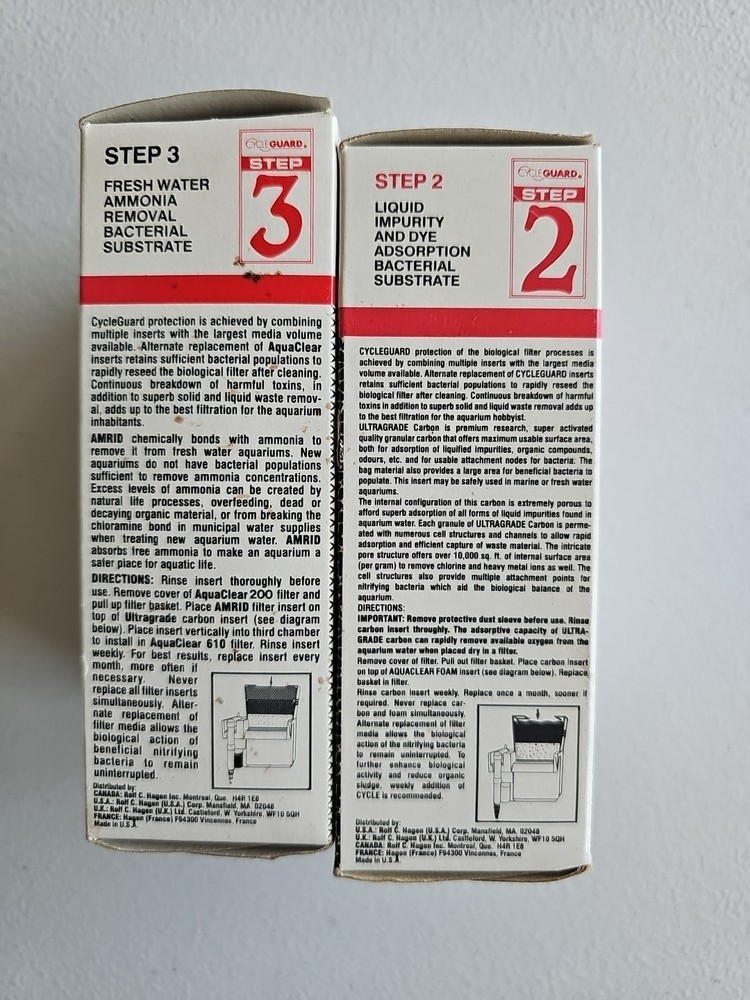 STEP 3
FRESH WATER
AMMONIA
REMOVAL
BACTERIAL
SUBSTRATE
CYCLEGUARD®
STEP
3
CycleGuard protection is achieved by combining
multiple inserts with the largest media volume
available. Alternate replacement of AquaClear
inserts retains sufficient bacterial populations to
rapidly reseed the biological filter after cleaning.
Continuous breakdown of harmful toxins, in
addition to superb solid and liquid waste remov-
al, adds up to the best filtration for the aquarium
inhabitants.
AMRID chemically bonds with ammonia to
remove it from fresh water aquariums. New
aquariums do not have bacterial populations
sufficient to remove ammonia concentrations.
Excess levels of ammonia can be created by
natural life processes, overfeeding, dead or
decaying organic material, or from breaking the
chloramine bond in municipal water supplies
when treating new aquarium water. AMRID
absorbs free ammonia to make an aquarium a
safer place for aquatic life.
DIRECTIONS: Rinse insert thoroughly before
use. Remove cover of AquaClear 200 filter and
pull up filter basket. Place AMRID filter insert on
top of Ultragrade carbon insert (see diagram
below). Place insert vertically into third chamber
to install in AquaClear 610 filter. Rinse insert
weekly. For best results, replace insert every
month, more often if
necessary. Never
replace all filter inserts
simultaneously. Alter-
nate replacement of
filter media allows the
biological action of
beneficial nitrifying
bacteria to remain
uninterrupted.
Distributed by:
CANADA: Rolf C. Hagen Inc. Montreal, Que. H4R 1E8
U.S.A.: Rolf C. Hagen (U.S.A.) Corp. Mansfield, MA. 02048
U.K.: Rolf C. Hagen (U.K.) Ltd. Castleford, W. Yorkshire, WF10 5QH
FRANCE: Hagen (France) F94300 Vincennes, France
Made in U.S.A.
STEP 2
LIQUID
IMPURITY
AND DYE
ADSORPTION
BACTERIAL
SUBSTRATE
CYCLEGUARD®
STEP
2
CYCLEGUARD protection of the biological filter processes is
achieved by combining multiple inserts with the largest media
volume available. Alternate replacement of CYCLEGUARD inserts
retains sufficient bacterial populations to rapidly reseed the
biological filter after cleaning. Continuous breakdown of harmful
toxins in addition to superb solid and liquid waste removal adds up
to the best filtration for the aquarium hobbyist.
ULTRAGRADE Carbon is premium research, super activated
quality granular carbon that offers maximum usable surface area,
both for adsorption of liquified impurities, organic compounds,
odours, etc. and for usable attachment nodes for bacteria. The
bag material also provides a large area for beneficial bacteria to
populate. This insert may be safely used in marine or fresh water
aquariums.
The internal configuration of this carbon is extremely porous to
afford superb adsorption of all forms of liquid impurities found in
aquarium water. Each granule of ULTRAGRADE Carbon is perme-
ated with numerous cell structures and channels to allow rapid
adsorption and efficient capture of waste material. The intricate
pore structure offers over 10,000 sq. ft. of internal surface area
(per gram) to remove chlorine and heavy metal ions as well. The
cell structures also provide multiple attachment points for
nitrifying bacteria which aid the biological balance of the
aquarium.
DIRECTIONS:
IMPORTANT: Remove protective dust sleeve before use. Rinse
carbon insert throughly. The adsorptive capacity of ULTRA-
GRADE carbon can rapidly remove available oxygen from the
aquarium water when placed dry in a filter.
Remove cover of filter. Pull out filter basket. Place carbon insert
on top of AQUACLEAR FOAM insert (see diagram below). Replace
basket in filter.
Rinse carbon insert weekly. Replace once a month, sooner if
required. Never replace car-
bon and foam simultaneously.
Alternate replacement of filter
media allows the biological
action of the nitrifying bacteria
to remain uninterrupted. To
further enhance biological
activity and reduce organic
sludge, weekly addition of
CYCLE is recommended.
Distributed by:
U.S.A.: Rolf C. Hagen (U.S.A.) Corp. Mansfield, MA. 02048
U.K.: Rolf C. Hagen (U.K.) Ltd. Castleford, W. Yorkshire, WF10 5QH
CANADA: Rolf C. Hagen Inc. Montreal, Que. H4R 1E8
FRANCE: Hagen (France) F94300 Vincennes, France
Made in U.S.A.